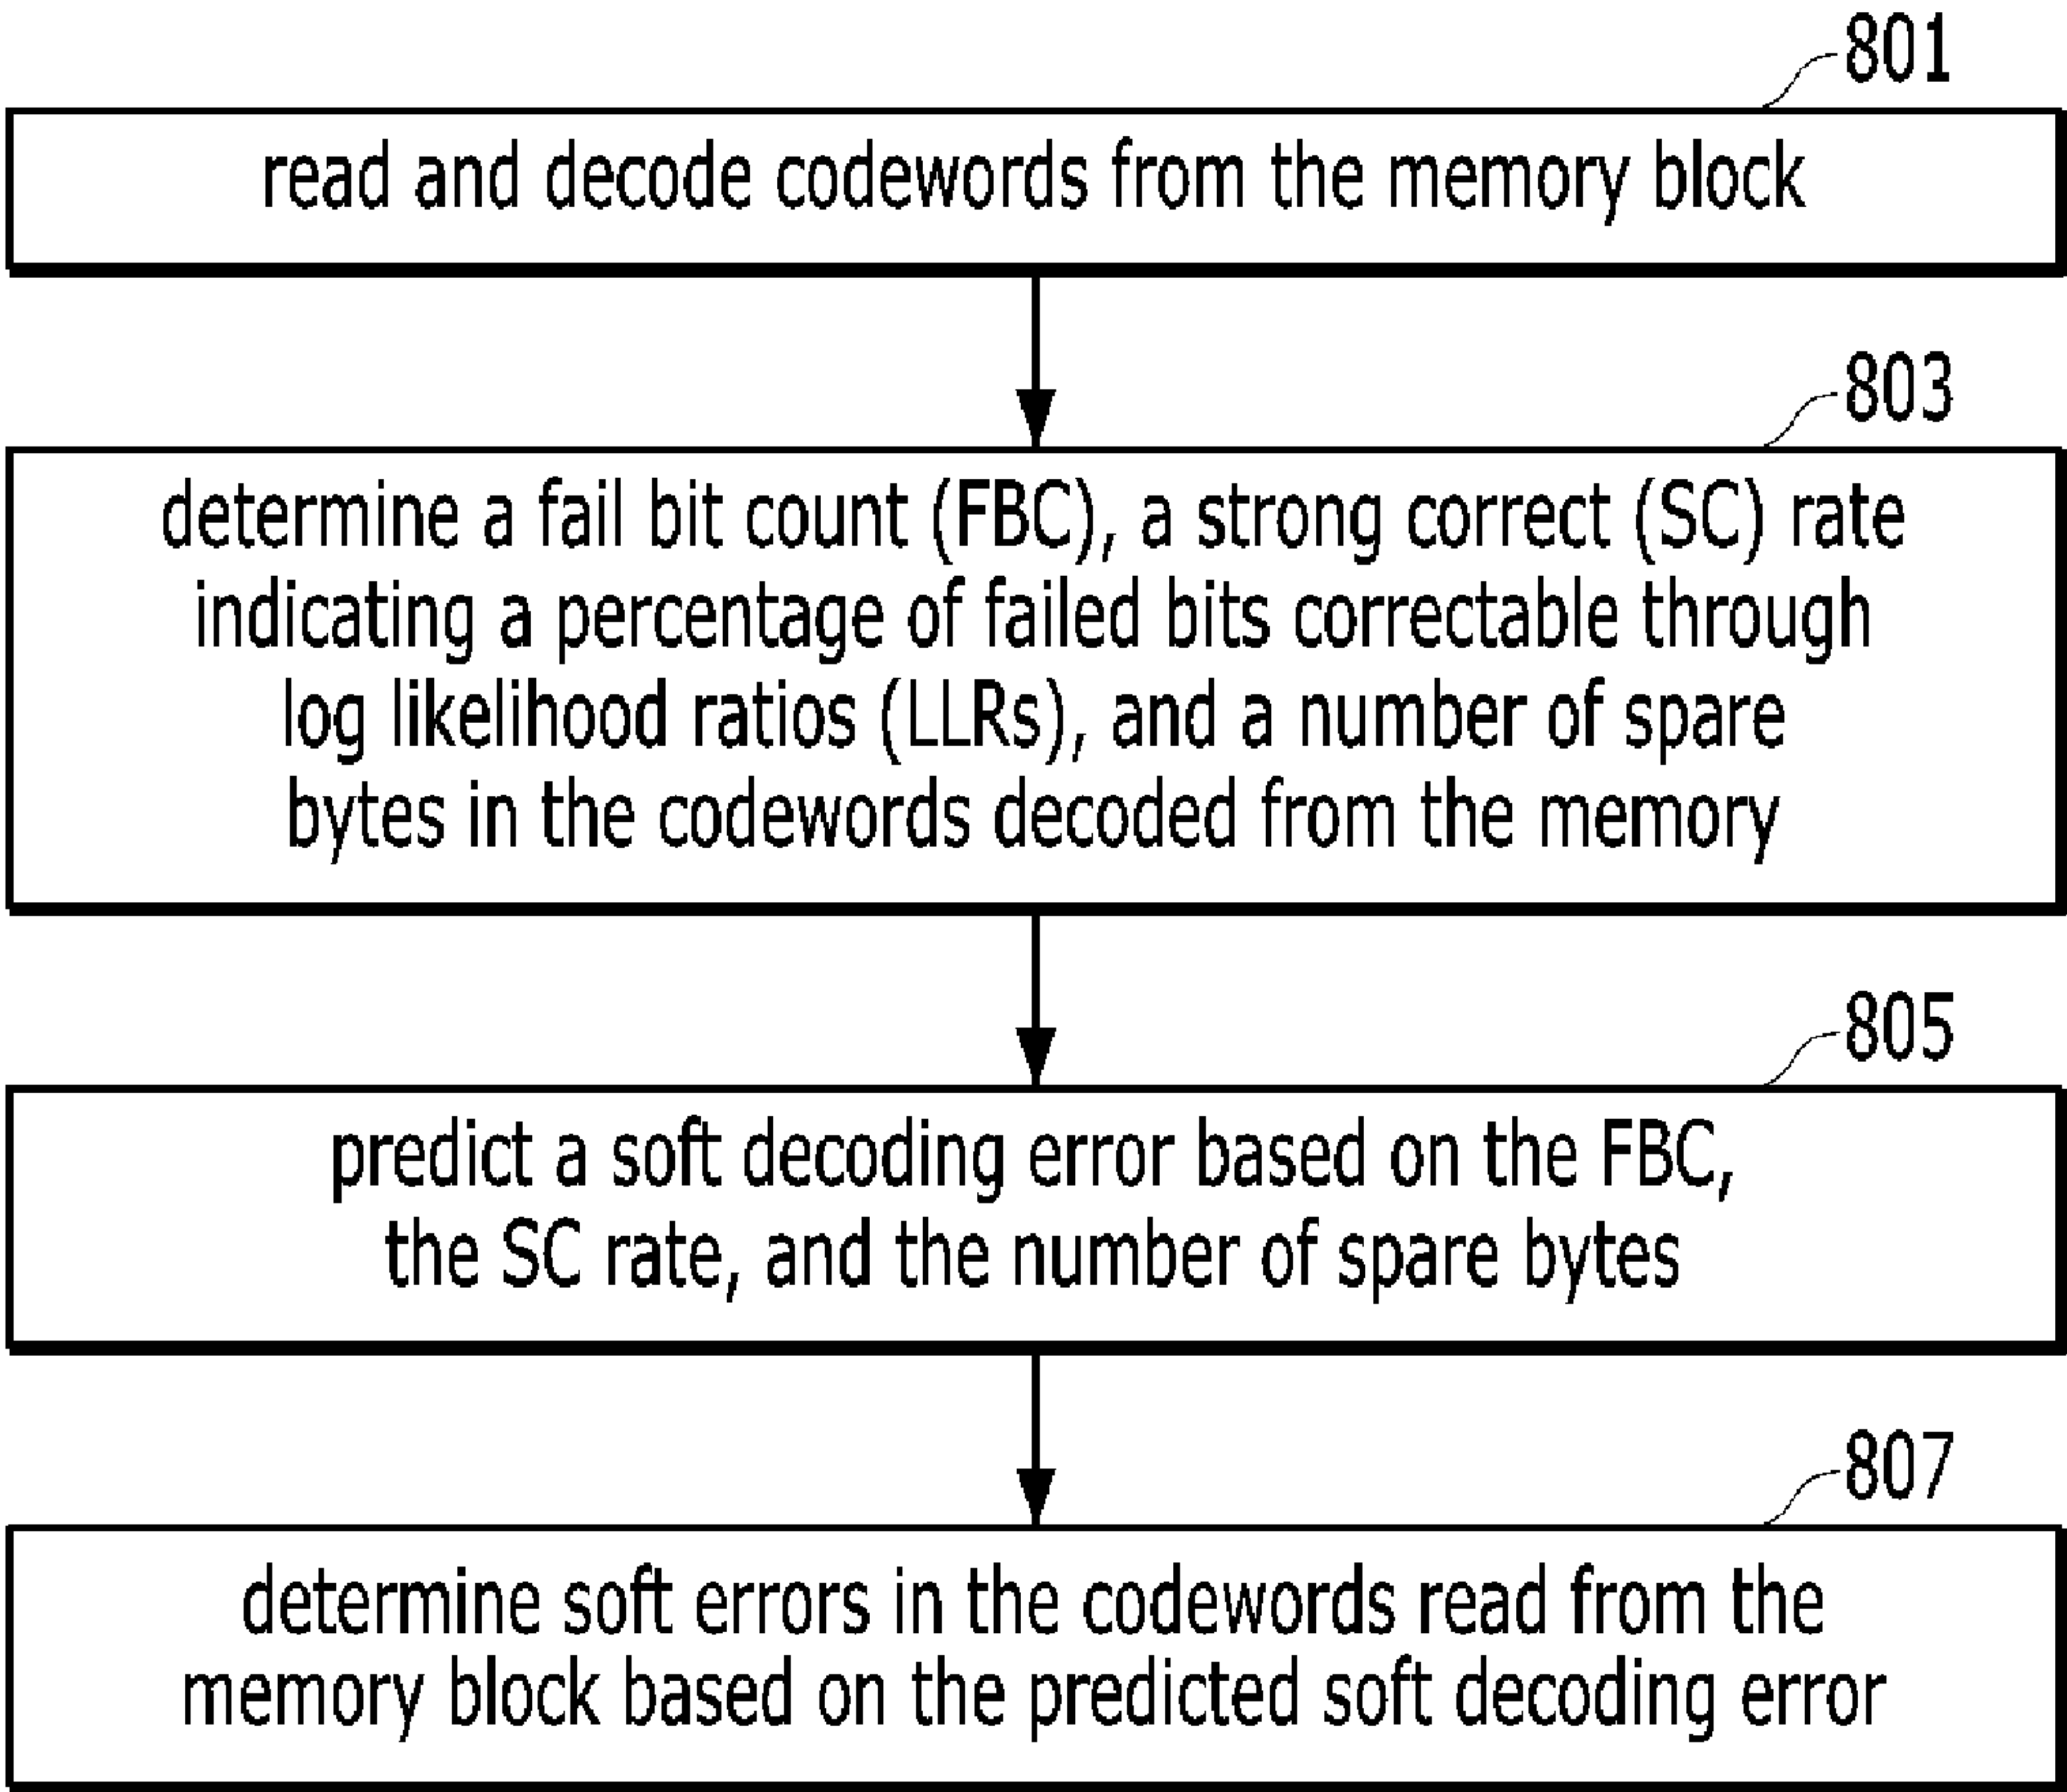 801
read and decode codewords from the memory block
803
determine a fail bit count (FBC), a strong correct (SC) rate
indicating a percentage of failed bits correctable through
log likelihood ratios (LLRs), and a number of spare
bytes in the codewords decoded from the memory
805
predict a soft decoding error based on the FBC,
the SC rate, and the number of spare bytes
807
determine soft errors in the codewords read from the
memory block based on the predicted soft decoding error